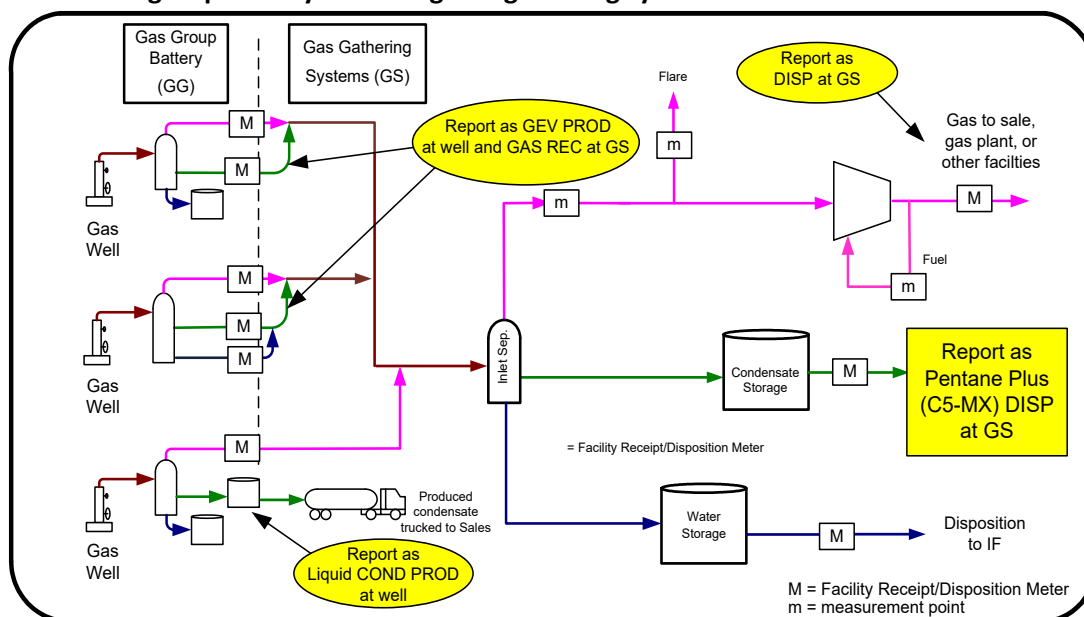 Gas Group
Battery
(GG)
Gas Gathering
Systems (GS)
Report as
DISP at GS
Flare
Gas to sale,
gas plant, or
other facilties
Report as GEV PROD
at well and GAS REC at GS
M
M
m
m
M
Fuel
m
Gas
Well
M
M
M
Gas
Well
Inlet Sep.
Condensate
Storage
M
Report as
Pentane Plus
(C5-MX) DISP
at GS
= Facility Receipt/Disposition Meter
M
Produced
condensate
trucked to Sales
Gas
Well
Report as
Liquid COND PROD
at well
Water
Storage
M
Disposition
to IF
M = Facility Receipt/Disposition Meter
m = measurement point